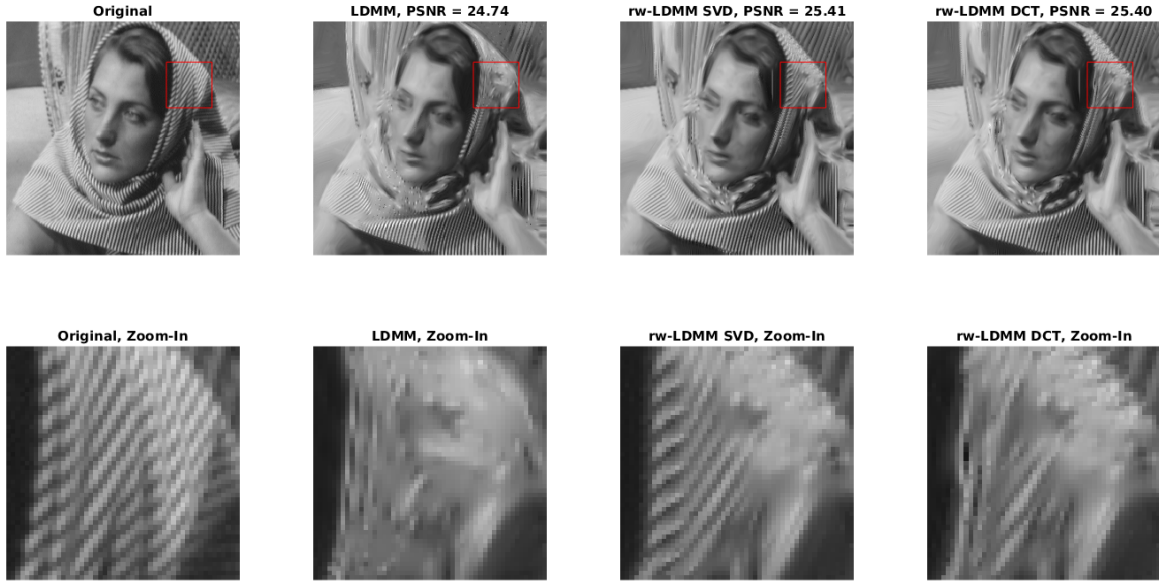 Original
LDMM, PSNR = 24.74
rw-LDMM SVD, PSNR = 25.41
rw-LDMM DCT, PSNR = 25.40
Original, Zoom-In
LDMM, Zoom-In
rw-LDMM SVD, Zoom-In
rw-LDMM DCT, Zoom-In